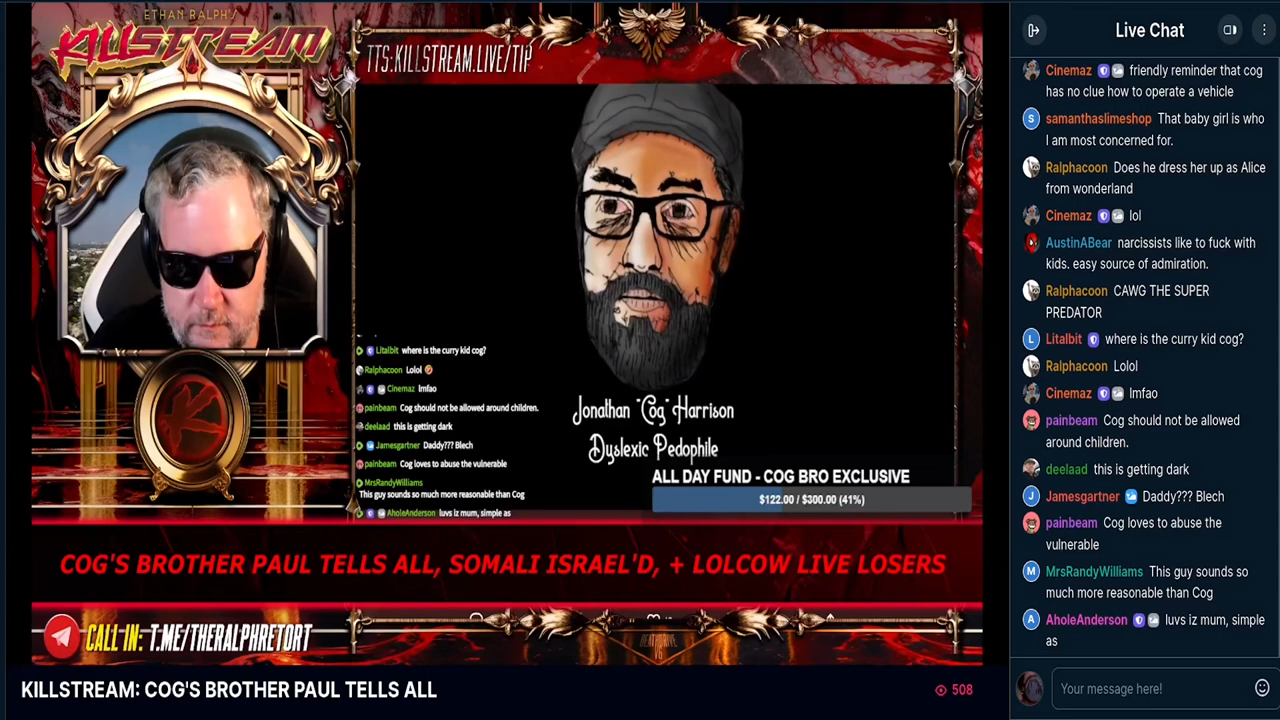 ETHAN RALPH'S
KILLSTREAM
TTS:KILLSTREAM.LIVE/TIP
Litalbit where is the curry kid cog?
Ralphacoon Lolol
Cinemaz lmfao
painbeam Cog should not be allowed around children.
deelaad this is getting dark
Jamesgartner Daddy??? Blech
painbeam Cog loves to abuse the vulnerable
MrsRandyWilliams
This guy sounds so much more reasonable than Cog
AholeAnderson luvs iz mum, simple as
Jonathan "Cog" Harrison
Dyslexic Pedophile
ALL DAY FUND - COG BRO EXCLUSIVE
$122.00 / $300.00 (41%)
COG'S BROTHER PAUL TELLS ALL, SOMALI ISRAEL'D, + LOLCOW LIVE LOSERS
CALL IN: T.ME/THERALPHRETORT
KILLSTREAM: COG'S BROTHER PAUL TELLS ALL
508
Live Chat
Cinemaz friendly reminder that cog
has no clue how to operate a vehicle
S samanthaslimeshop That baby girl is who
I am most concerned for.
Ralphacoon Does he dress her up as Alice
from wonderland
Cinemaz lol
AustinABear narcissists like to fuck with
kids. easy source of admiration.
Ralphacoon CAWG THE SUPER
PREDATOR
L Litalbit where is the curry kid cog?
Ralphacoon Lolol
Cinemaz lmfao
painbeam Cog should not be allowed
around children.
deelaad this is getting dark
J Jamesgartner Daddy??? Blech
painbeam Cog loves to abuse the
vulnerable
M MrsRandyWilliams This guy sounds so
much more reasonable than Cog
A AholeAnderson luvs iz mum, simple
as
Your message here!